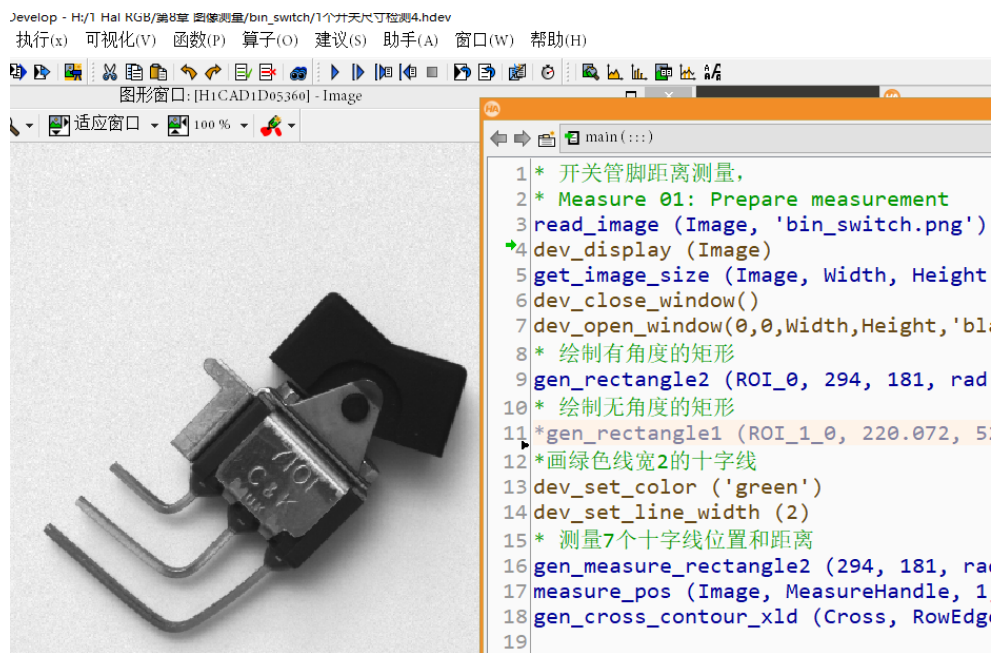 Develop - H:/1 Hal RGB/第8章 图像测量/bin_switch/1个开关尺寸检测4.hdev
执行(x) 可视化(V) 函数(P) 算子(O) 建议(S) 助手(A) 窗口(W) 帮助(H)
图形窗口: [H1CAD1D05360] - Image
适应窗口 100 %
main (:::)
1 * 开关管脚距离测量，
2 * Measure 01: Prepare measurement
3 read_image (Image, 'bin_switch.png')
4 dev_display (Image)
5 get_image_size (Image, Width, Height
6 dev_close_window()
7 dev_open_window(0,0,Width,Height,'bla
8 * 绘制有角度的矩形
9 gen_rectangle2 (ROI_0, 294, 181, rad
10 * 绘制无角度的矩形
11 *gen_rectangle1 (ROI_1_0, 220.072, 52
12 *画绿色线宽2的十字线
13 dev_set_color ('green')
14 dev_set_line_width (2)
15 * 测量7个十字线位置和距离
16 gen_measure_rectangle2 (294, 181, rad
17 measure_pos (Image, MeasureHandle, 1,
18 gen_cross_contour_xld (Cross, RowEdge
19
7101
C & K